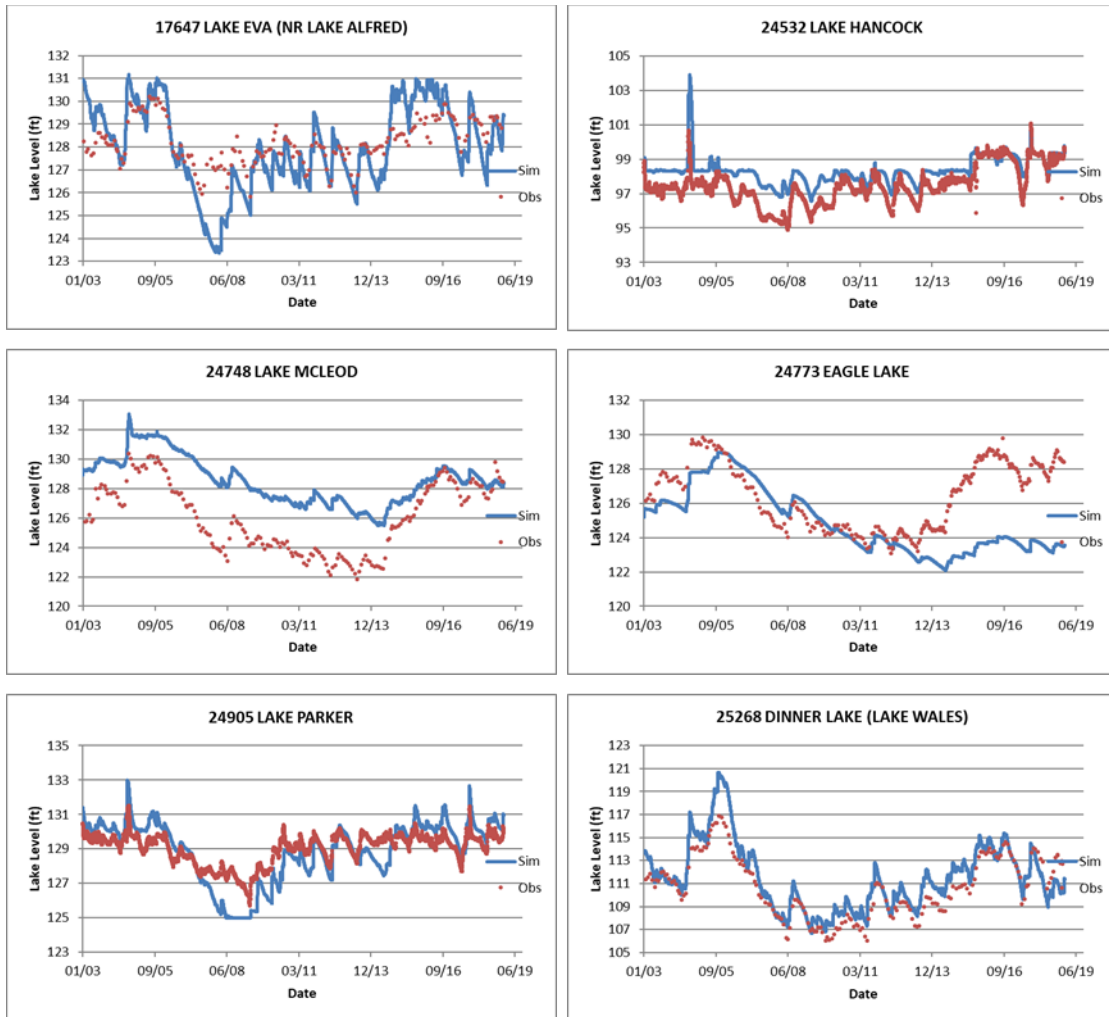 17647 LAKE EVA (NR LAKE ALFRED)
Lake Level (ft)
132
131
130
129
128
127
126
125
124
123
01/03 09/05 06/08 03/11 12/13 09/16 06/19
Date
Sim
Obs
24532 LAKE HANCOCK
Lake Level (ft)
105
103
101
99
97
95
93
01/03 09/05 06/08 03/11 12/13 09/16 06/19
Date
Sim
Obs
24748 LAKE MCLEOD
Lake Level (ft)
134
132
130
128
126
124
122
120
01/03 09/05 06/08 03/11 12/13 09/16 06/19
Date
Sim
Obs
24773 EAGLE LAKE
Lake Level (ft)
132
130
128
126
124
122
120
01/03 09/05 06/08 03/11 12/13 09/16 06/19
Date
Sim
Obs
24905 LAKE PARKER
Lake Level (ft)
135
133
131
129
127
125
123
01/03 09/05 06/08 03/11 12/13 09/16 06/19
Date
Sim
Obs
25268 DINNER LAKE (LAKE WALES)
Lake Level (ft)
123
121
119
117
115
113
111
109
107
105
01/03 09/05 06/08 03/11 12/13 09/16 06/19
Date
Sim
Obs